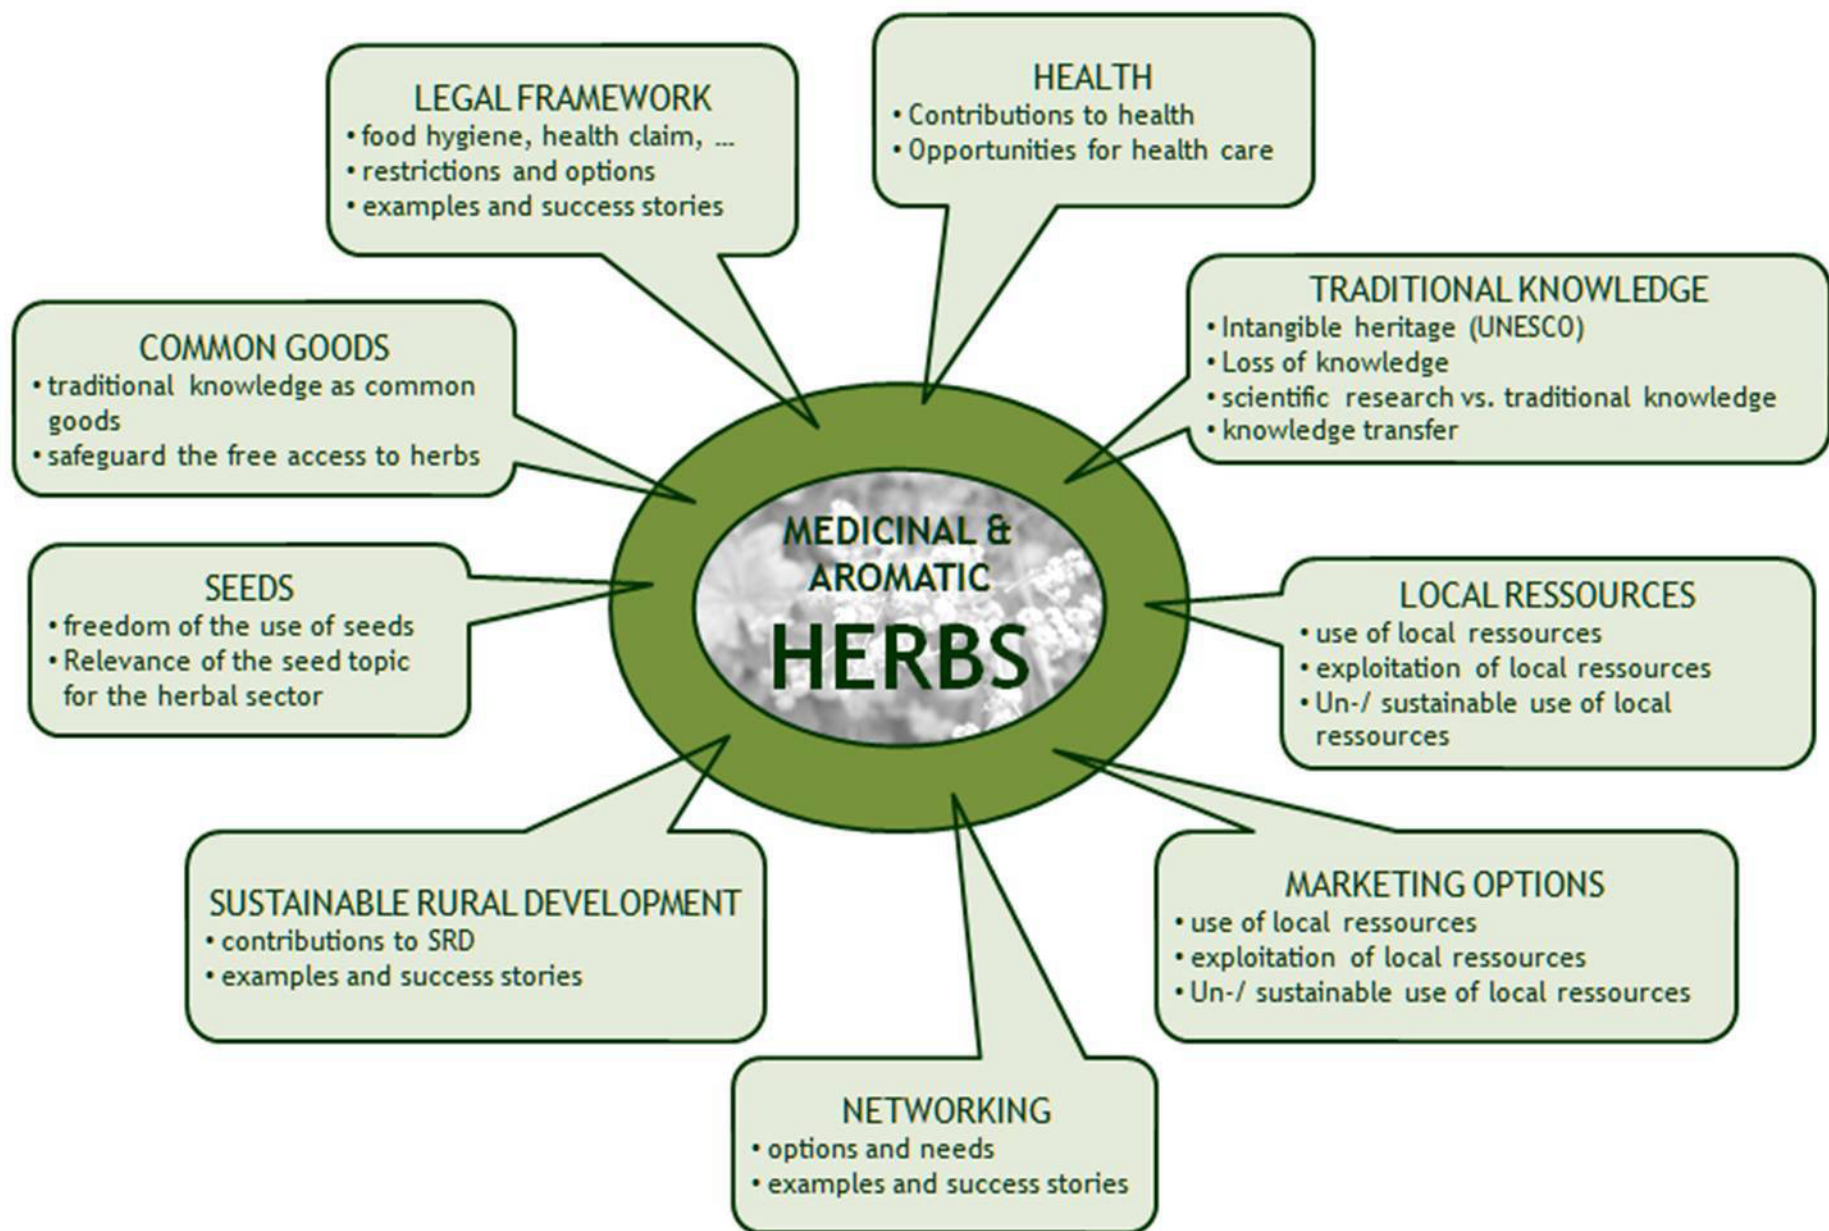 LEGAL FRAMEWORK
• food hygiene, health claim, ...
• restrictions and options
• examples and success stories
HEALTH
• Contributions to health
• Opportunities for health care
TRADITIONAL KNOWLEDGE
• Intangible heritage (UNESCO)
• Loss of knowledge
• scientific research vs. traditional knowledge
• knowledge transfer
COMMON GOODS
• traditional knowledge as common
goods
• safeguard the free access to herbs
MEDICINAL &
AROMATIC
HERBS
SEEDS
• freedom of the use of seeds
• Relevance of the seed topic
for the herbal sector
LOCAL RESSOURCES
• use of local ressources
• exploitation of local ressources
• Un-/ sustainable use of local
ressources
SUSTAINABLE RURAL DEVELOPMENT
• contributions to SRD
• examples and success stories
MARKETING OPTIONS
• use of local ressources
• exploitation of local ressources
• Un-/ sustainable use of local ressources
NETWORKING
• options and needs
• examples and success stories